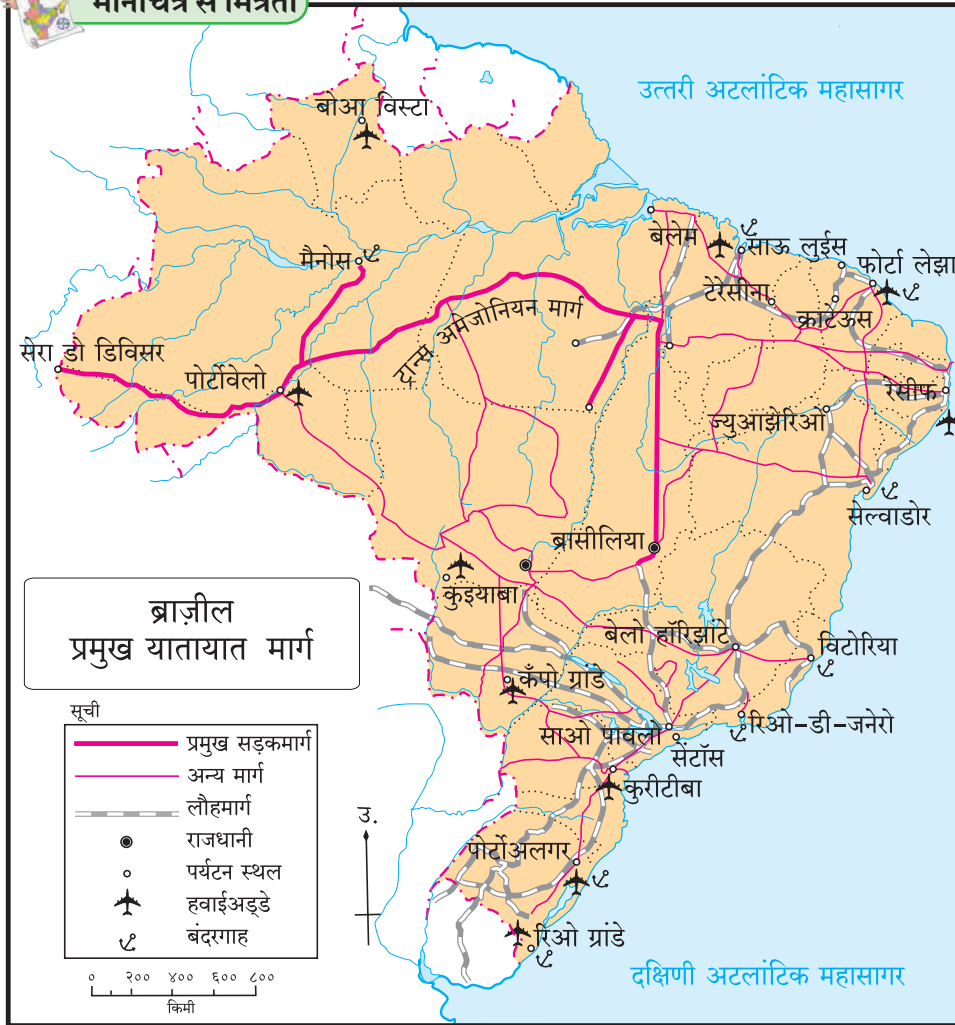 मानचित्र से मित्रता
उत्तरी अटलांटिक महासागर
बोआ विस्टा
बेलेम
साऊ लुईस
मैनोस
फोर्टा लेझा
टेरेसीना
क्राटेऊस
ट्रान्स अमेजोनियन मार्ग
सेरा डो डिविसर
पोर्टोवेलो
रेसीफ
ज्युआझेरिओ
सेल्वाडोर
ब्रासीलिया
कुइयाबा
ब्राज़ील
प्रमुख यातायात मार्ग
बेलो हॉरिझांटे
विटोरिया
कँपो ग्रांडे
रिओ-डी-जनेरो
साओ पावलो
सेंटॉस
कुरीटीबा
सूची
प्रमुख सड़कमार्ग
अन्य मार्ग
लौहमार्ग
राजधानी
पर्यटन स्थल
हवाईअड्डे
बंदरगाह
उ.
पोर्टोअलगर
रिओ ग्रांडे
० २०० ४०० ६०० ८००
किमी
दक्षिणी अटलांटिक महासागर